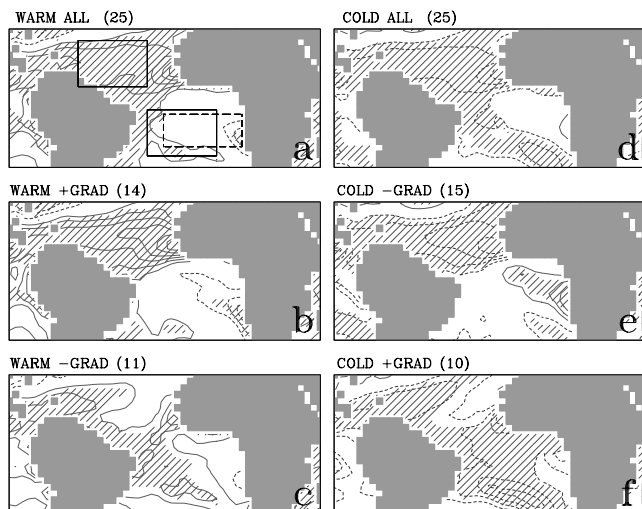 WARM ALL (25)
COLD ALL (25)
a
d
WARM +GRAD (14)
COLD −GRAD (15)
b
e
WARM −GRAD (11)
COLD +GRAD (10)
c
f